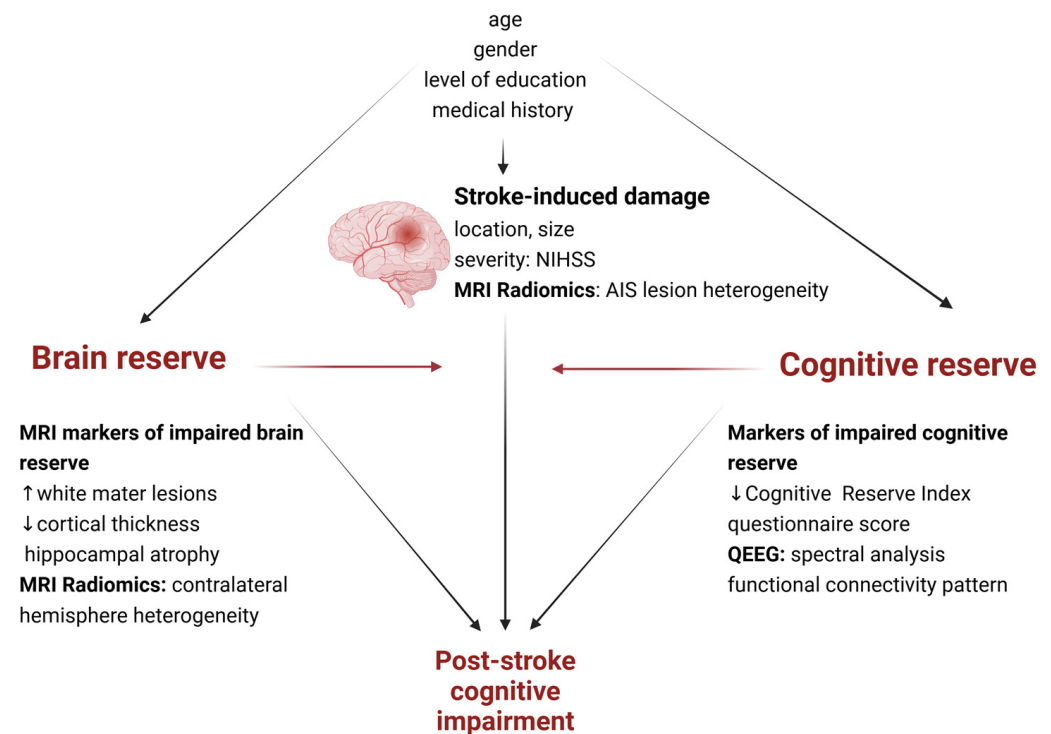 age
gender
level of education
medical history
Stroke-induced damage
location, size
severity: NIHSS
MRI Radiomics: AIS lesion heterogeneity
Brain reserve
Cognitive reserve
MRI markers of impaired brain
reserve
↑white mater lesions
↓cortical thickness
hippocampal atrophy
MRI Radiomics: contralateral
hemisphere heterogeneity
Markers of impaired cognitive
reserve
↓Cognitive Reserve Index
questionnaire score
QEEG: spectral analysis
functional connectivity pattern
Post-stroke
cognitive
impairment